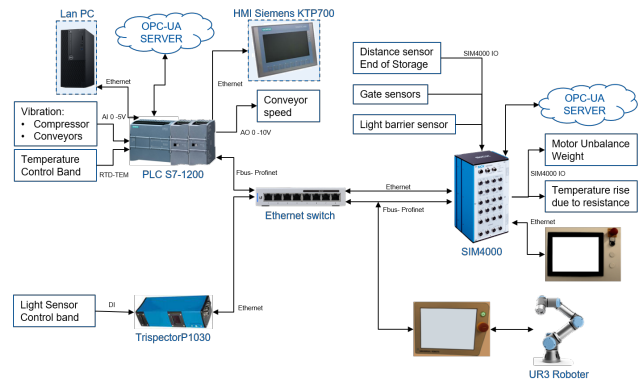 Lan PC
OPC-UA
SERVER
HMI Siemens KTP700
Ethernet
Ethernet
Vibration:
• Compressor
• Conveyors
AI 0 -5V
Temperature
Control Band
RTD-TEM
PLC S7-1200
Conveyor
speed
AO 0 -10V
Distance sensor
End of Storage
SIM4000 IO
Gate sensors
Light barrier sensor
OPC-UA
SERVER
Motor Unbalance
Weight
SIM4000 IO
Temperature rise
due to resistance
Ethernet
SIM4000
Fbus- Profinet
Ethernet
Fbus- Profinet
Ethernet switch
Light Sensor
Control band
DI
Ethernet
TrispectorP1030
UR3 Roboter